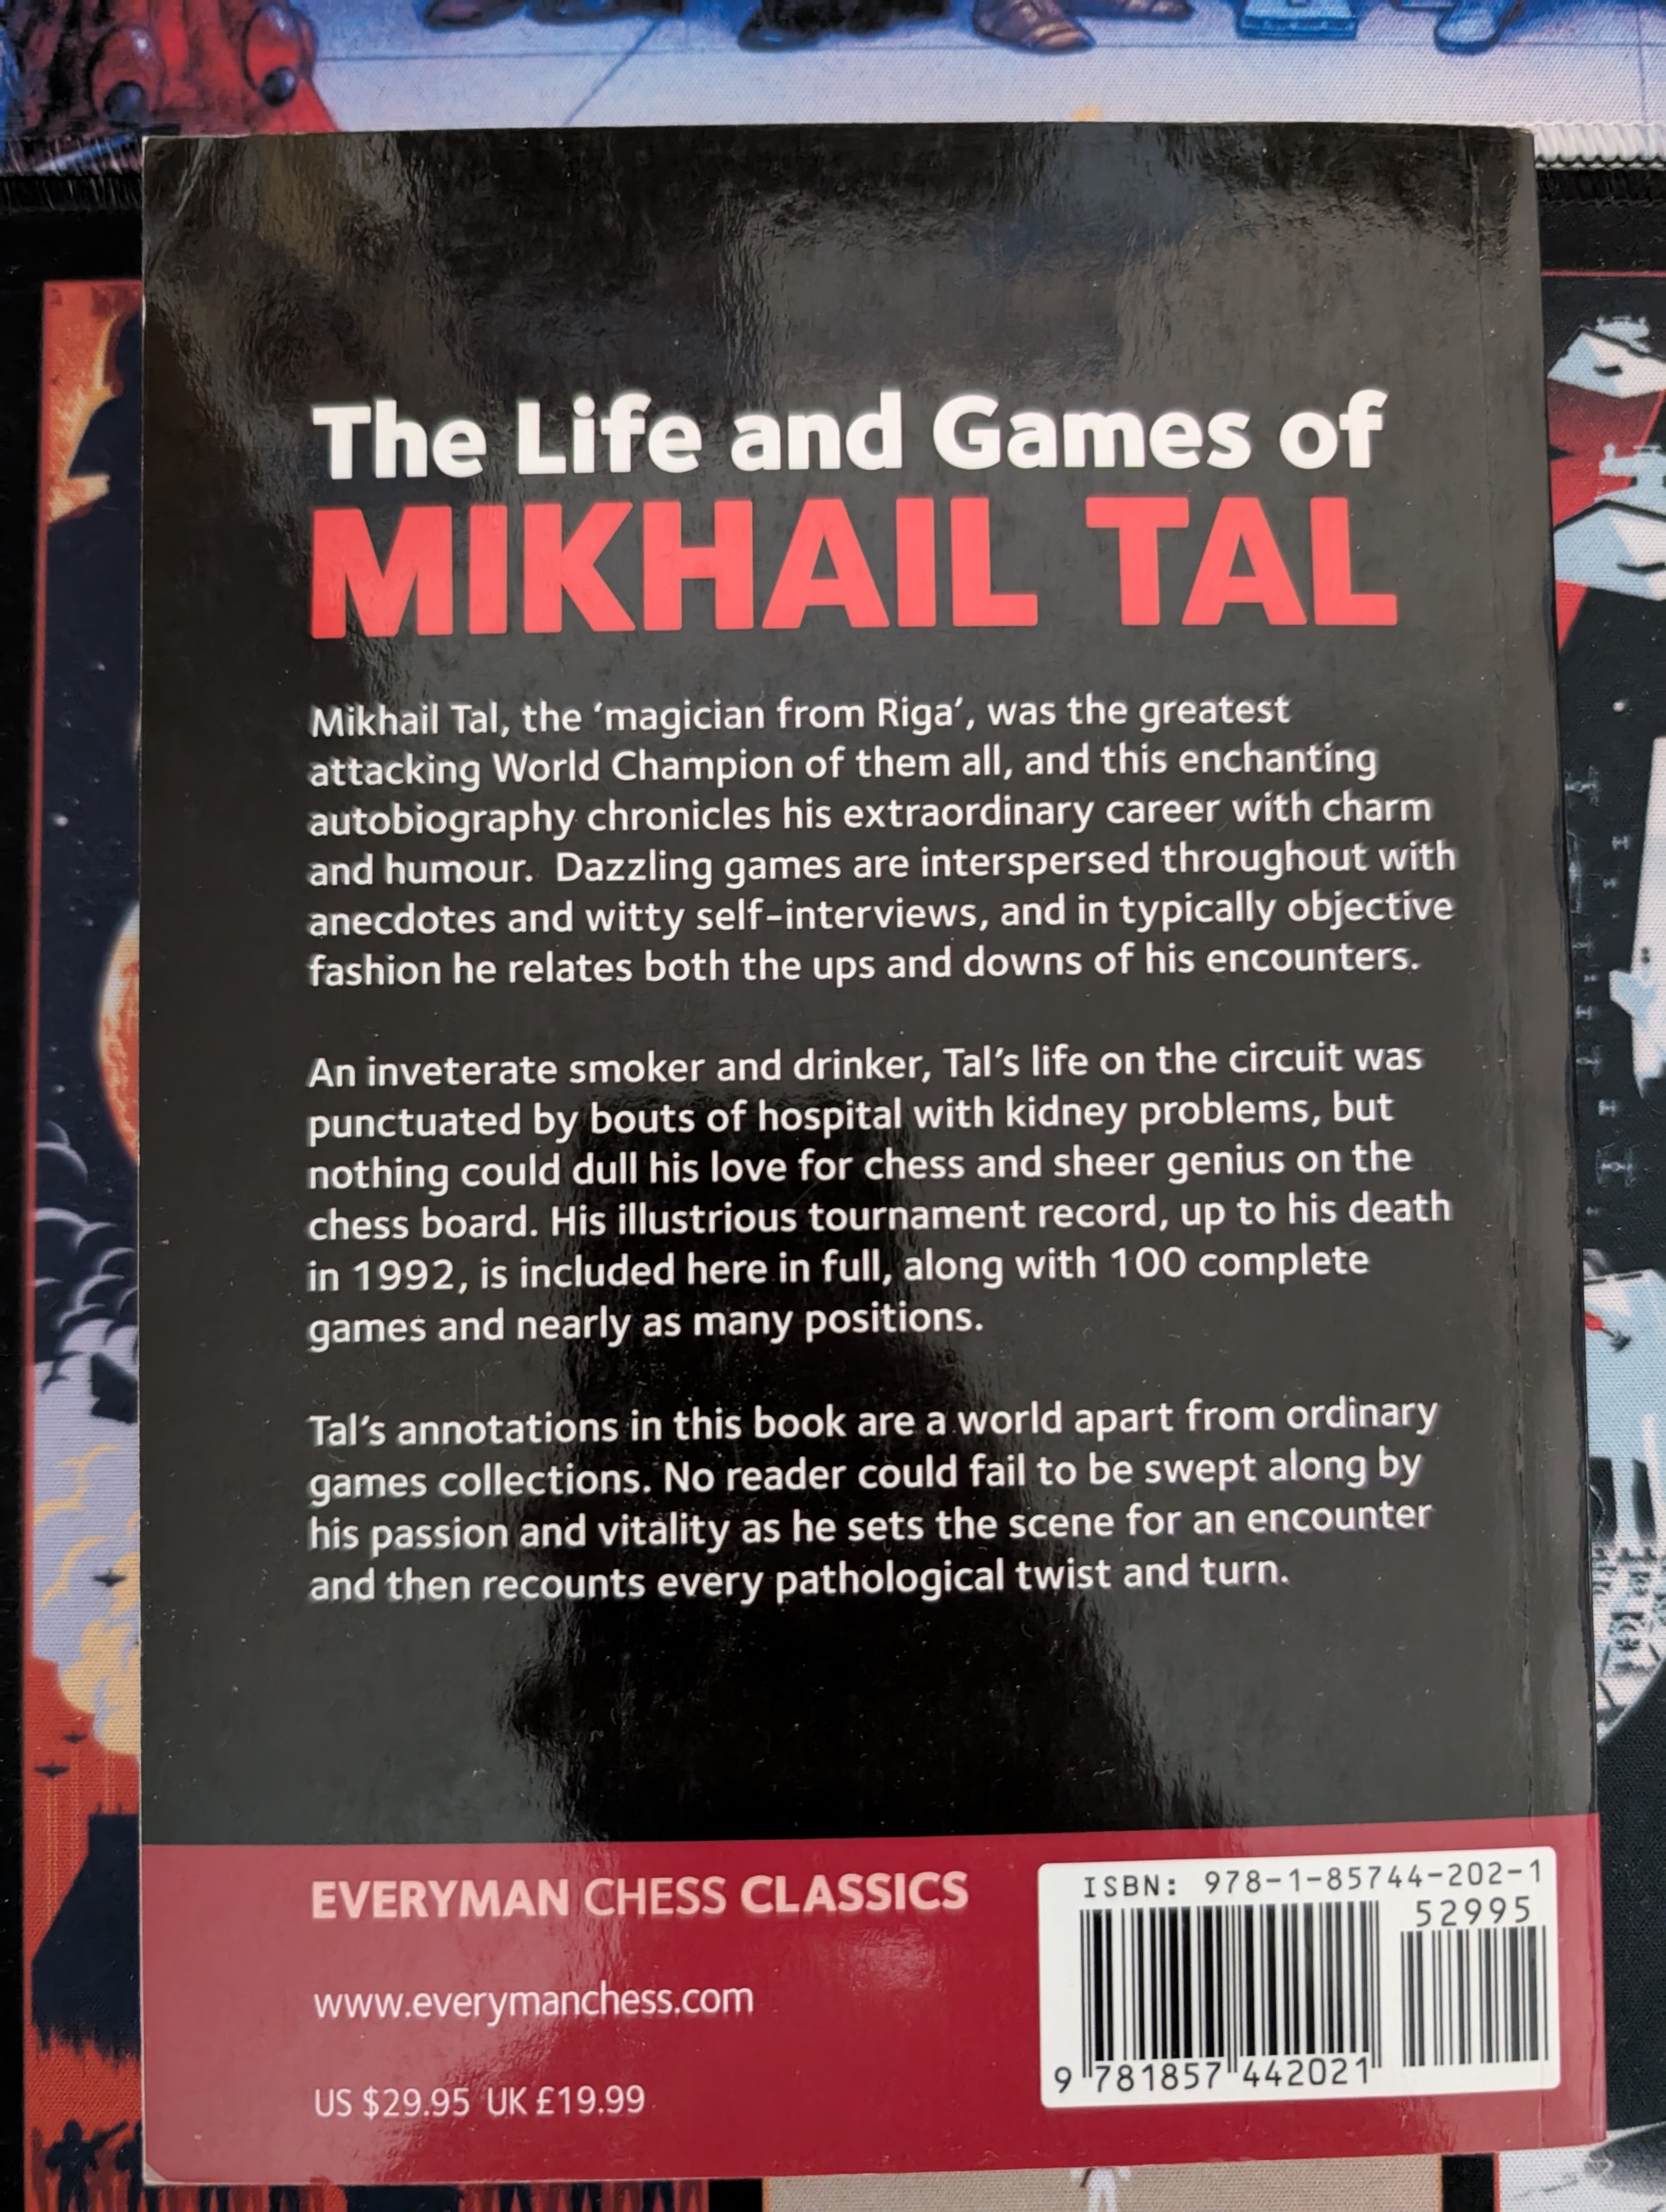 The Life and Games of
MIKHAIL TAL
Mikhail Tal, the ‘magician from Riga’, was the greatest
attacking World Champion of them all, and this enchanting
autobiography chronicles his extraordinary career with charm
and humour.  Dazzling games are interspersed throughout with
anecdotes and witty self-interviews, and in typically objective
fashion he relates both the ups and downs of his encounters.
An inveterate smoker and drinker, Tal’s life on the circuit was
punctuated by bouts of hospital with kidney problems, but
nothing could dull his love for chess and sheer genius on the
chess board. His illustrious tournament record, up to his death
in 1992, is included here in full, along with 100 complete
games and nearly as many positions.
Tal’s annotations in this book are a world apart from ordinary
games collections. No reader could fail to be swept along by
his passion and vitality as he sets the scene for an encounter
and then recounts every pathological twist and turn.
EVERYMAN CHESS CLASSICS
www.everymanchess.com
US $29.95 UK £19.99
ISBN: 978-1-85744-202-1
52995
9 781857 442021